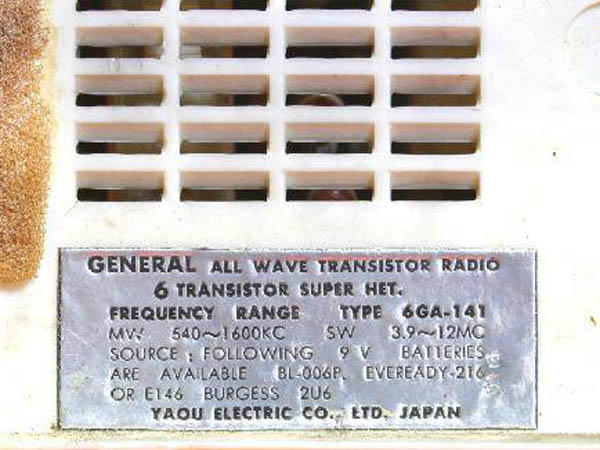 GENERAL ALL WAVE TRANSISTOR RADIO
6 TRANSISTOR SUPER HET.
FREQUENCY RANGE TYPE 6GA-141
MW 540~1600KC SW 3.9~12MC
SOURCE ; FOLLOWING 9 V BATTERIES
ARE AVAILABLE BL-006P, EVEREADY-216
OR E146 BURGESS 2U6
YAOU ELECTRIC CO., LTD. JAPAN